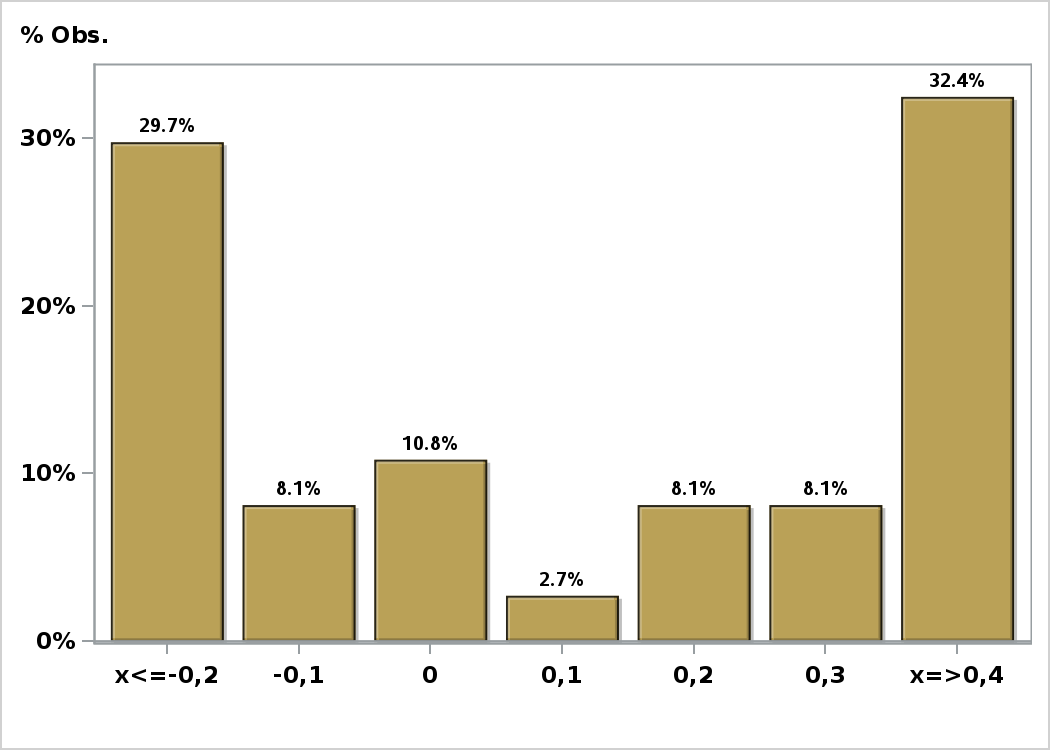 % Obs.
32.4%
29.7%
30%
20%
10.8%
10%
8.1% 8.1% 8.1%
2.7%
0%
x<=-0,2 -0,1 0 0,1 0,2 0,3 x=>0,4